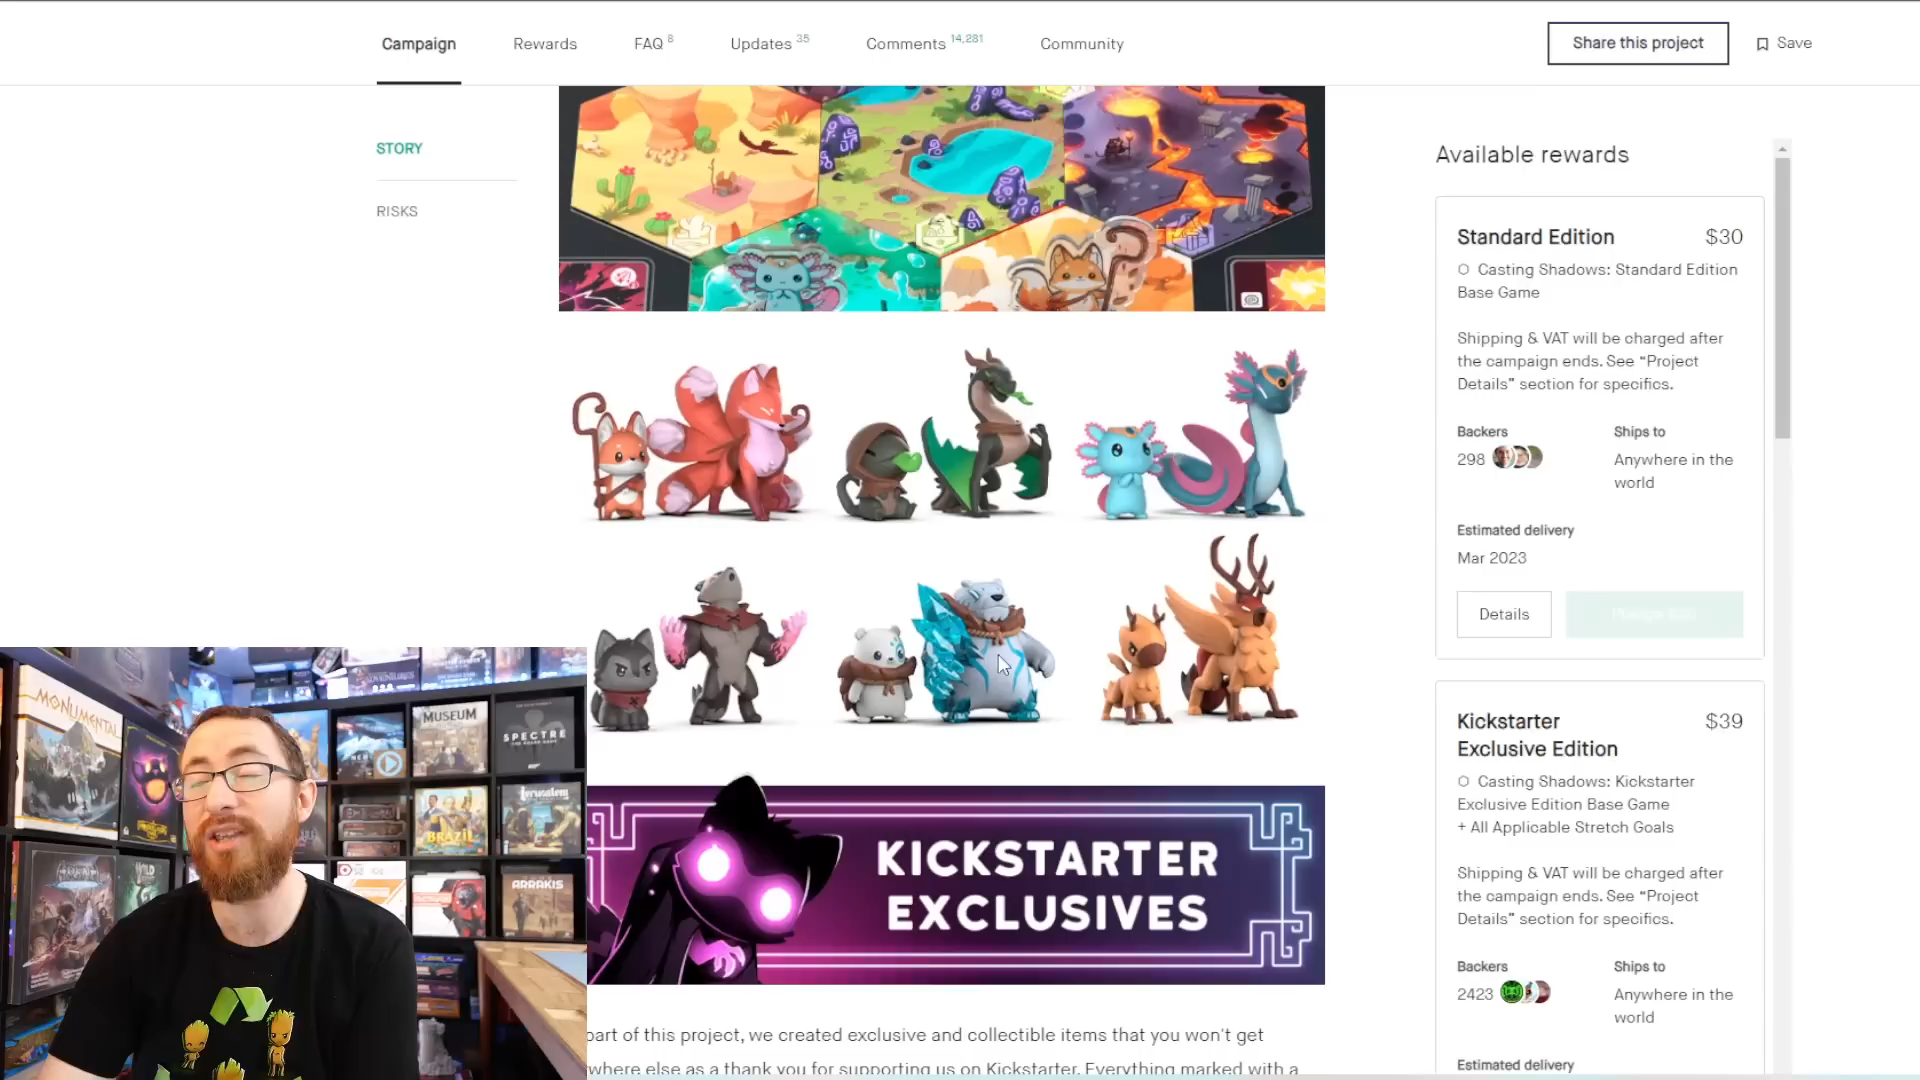 Campaign
Rewards
FAQ 8
Updates 35
Comments 14,281
Community
Share this project
Save
STORY
RISKS
Available rewards
Standard Edition $30
Casting Shadows: Standard Edition
Base Game
Shipping & VAT will be charged after
the campaign ends. See “Project
Details” section for specifics.
Backers
298
Ships to
Anywhere in the
world
Estimated delivery
Mar 2023
Details
Kickstarter $39
Exclusive Edition
Casting Shadows: Kickstarter
Exclusive Edition Base Game
+ All Applicable Stretch Goals
Shipping & VAT will be charged after
the campaign ends. See “Project
Details” section for specifics.
Backers
2423
Ships to
Anywhere in the
world
Estimated delivery
KICKSTARTER
EXCLUSIVES
part of this project, we created exclusive and collectible items that you won't get
where else as a thank you for supporting us on Kickstarter. Everything marked with a
MONUMENTAL
MUSEUM
SPECTRE
BRAZIL
Jerusalem
WILD
ARRAKIS